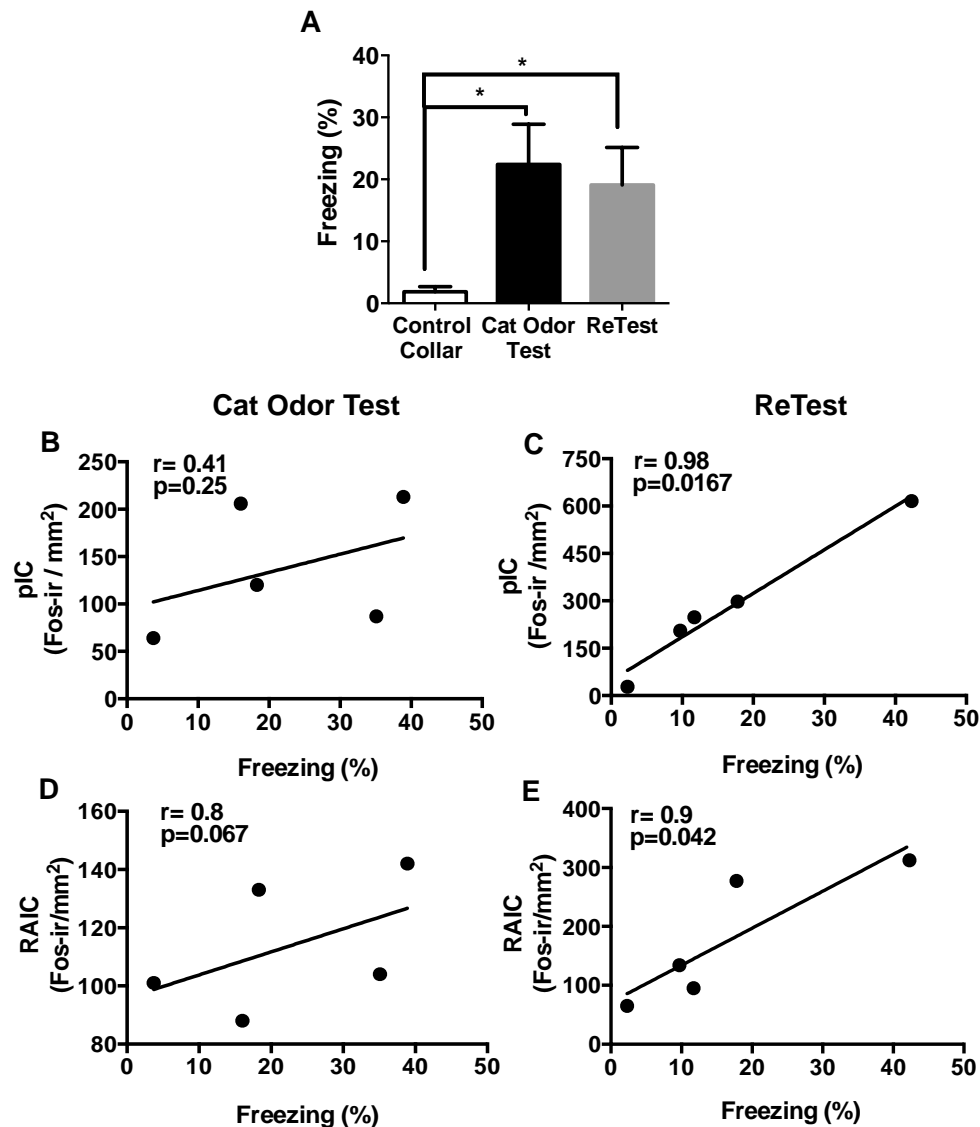 A
Freezing (%)
40
30
20
10
0
*
*
Control
Collar
Cat Odor
Test
ReTest
Cat Odor Test
ReTest
B
r= 0.41
p=0.25
pIC
(Fos-ir / mm²)
250
200
150
100
50
0
0 10 20 30 40 50
Freezing (%)
C
r= 0.98
p=0.0167
pIC
(Fos-ir /mm²)
750
600
450
300
150
0
0 10 20 30 40 50
Freezing (%)
D
r= 0.8
p=0.067
RAIC
(Fos-ir/mm²)
160
140
120
100
80
0 10 20 30 40 50
Freezing (%)
E
r= 0.9
p=0.042
RAIC
(Fos-ir/mm²)
400
300
200
100
0
0 10 20 30 40 50
Freezing (%)